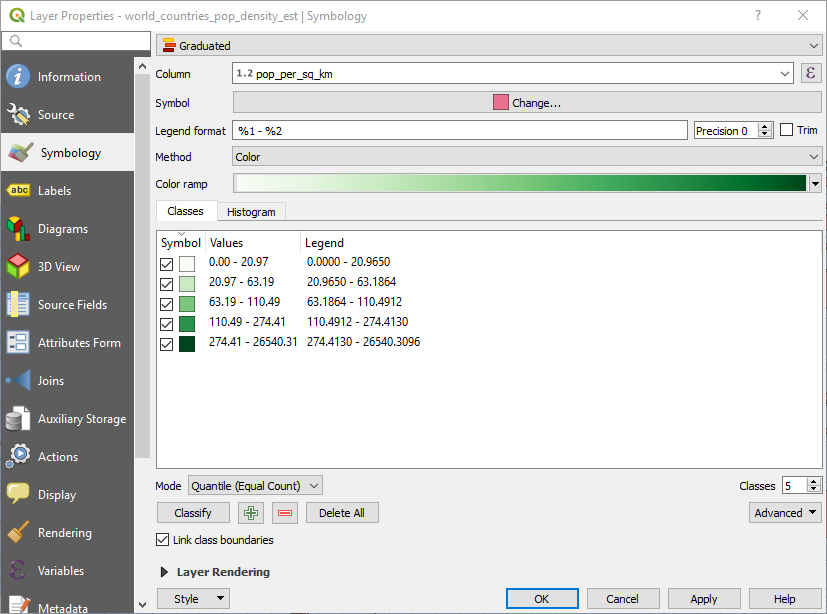 Layer Properties - world_countries_pop_density_est | Symbology
Graduated
Information
Source
Symbology
Labels
Diagrams
3D View
Source Fields
Attributes Form
Joins
Auxiliary Storage
Actions
Display
Rendering
Variables
Metadata
abc
Column 1.2 pop_per_sq_km ε
Symbol Change...
Legend format %1 - %2 Precision 0 Trim
Method Color
Color ramp
Classes Histogram
Symbol Values Legend
0.00 - 20.97 0.0000 - 20.9650
20.97 - 63.19 20.9650 - 63.1864
63.19 - 110.49 63.1864 - 110.4912
110.49 - 274.41 110.4912 - 274.4130
274.41 - 26540.31 274.4130 - 26540.3096
Mode Quantile (Equal Count) Classes 5
Classify Delete All Advanced
Link class boundaries
Layer Rendering
Style OK Cancel Apply Help